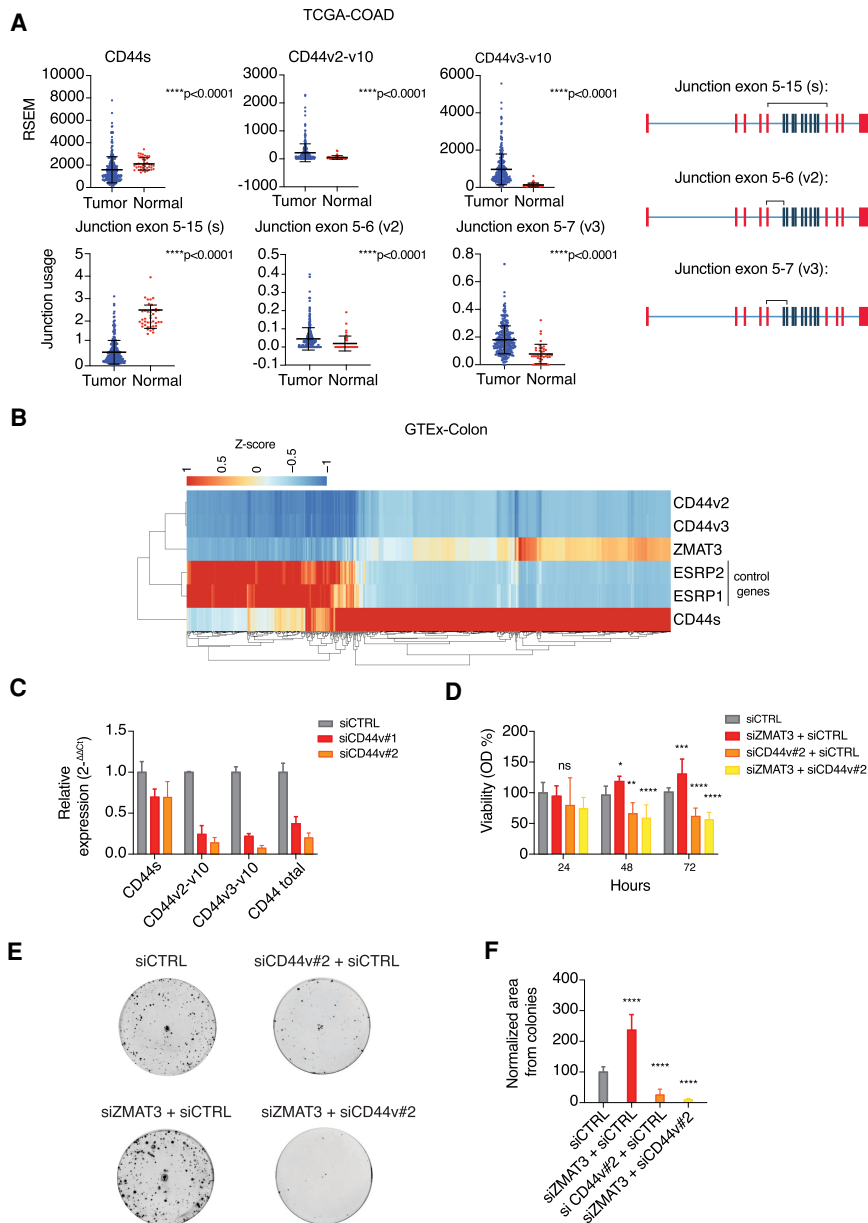 A
TCGA-COAD
CD44s
CD44v2-v10
CD44v3-v10
RSEM
10000
8000
6000
4000
2000
0
****p<0.0001
Tumor Normal
3000
2000
1000
0
-1000
****p<0.0001
Tumor Normal
6000
4000
2000
0
****p<0.0001
Tumor Normal
Junction exon 5-15 (s):
Junction exon 5-6 (v2):
Junction exon 5-7 (v3):
Junction exon 5-15 (s)
Junction exon 5-6 (v2)
Junction exon 5-7 (v3)
Junction usage
5
4
3
2
1
0
****p<0.0001
Tumor Normal
0.5
0.4
0.3
0.2
0.1
0.0
-0.1
****p<0.0001
Tumor Normal
0.8
0.6
0.4
0.2
0.0
****p<0.0001
Tumor Normal
B
GTEx-Colon
Z-score
1
0.5
0
−0.5
−1
CD44v2
CD44v3
ZMAT3
ESRP2
ESRP1
CD44s
control
genes
C
siCTRL
siCD44v#1
siCD44v#2
Relative
expression (2-ΔΔCt)
1.5
1.0
0.5
0.0
CD44s
CD44v2-v10
CD44v3-v10
CD44 total
D
siCTRL
siZMAT3 + siCTRL
siCD44v#2 + siCTRL
siZMAT3 + siCD44v#2
Viability (OD %)
200
150
100
50
0
ns
*
**
****
***
****
****
24
48
72
Hours
E
siCTRL
siCD44v#2 + siCTRL
siZMAT3 + siCTRL
siZMAT3 + siCD44v#2
F
Normalized area
from colonies
400
300
200
100
0
****
****
****
siCTRL
siZMAT3 + siCTRL
si CD44v#2 + siCTRL
siZMAT3 + siCD44v#2